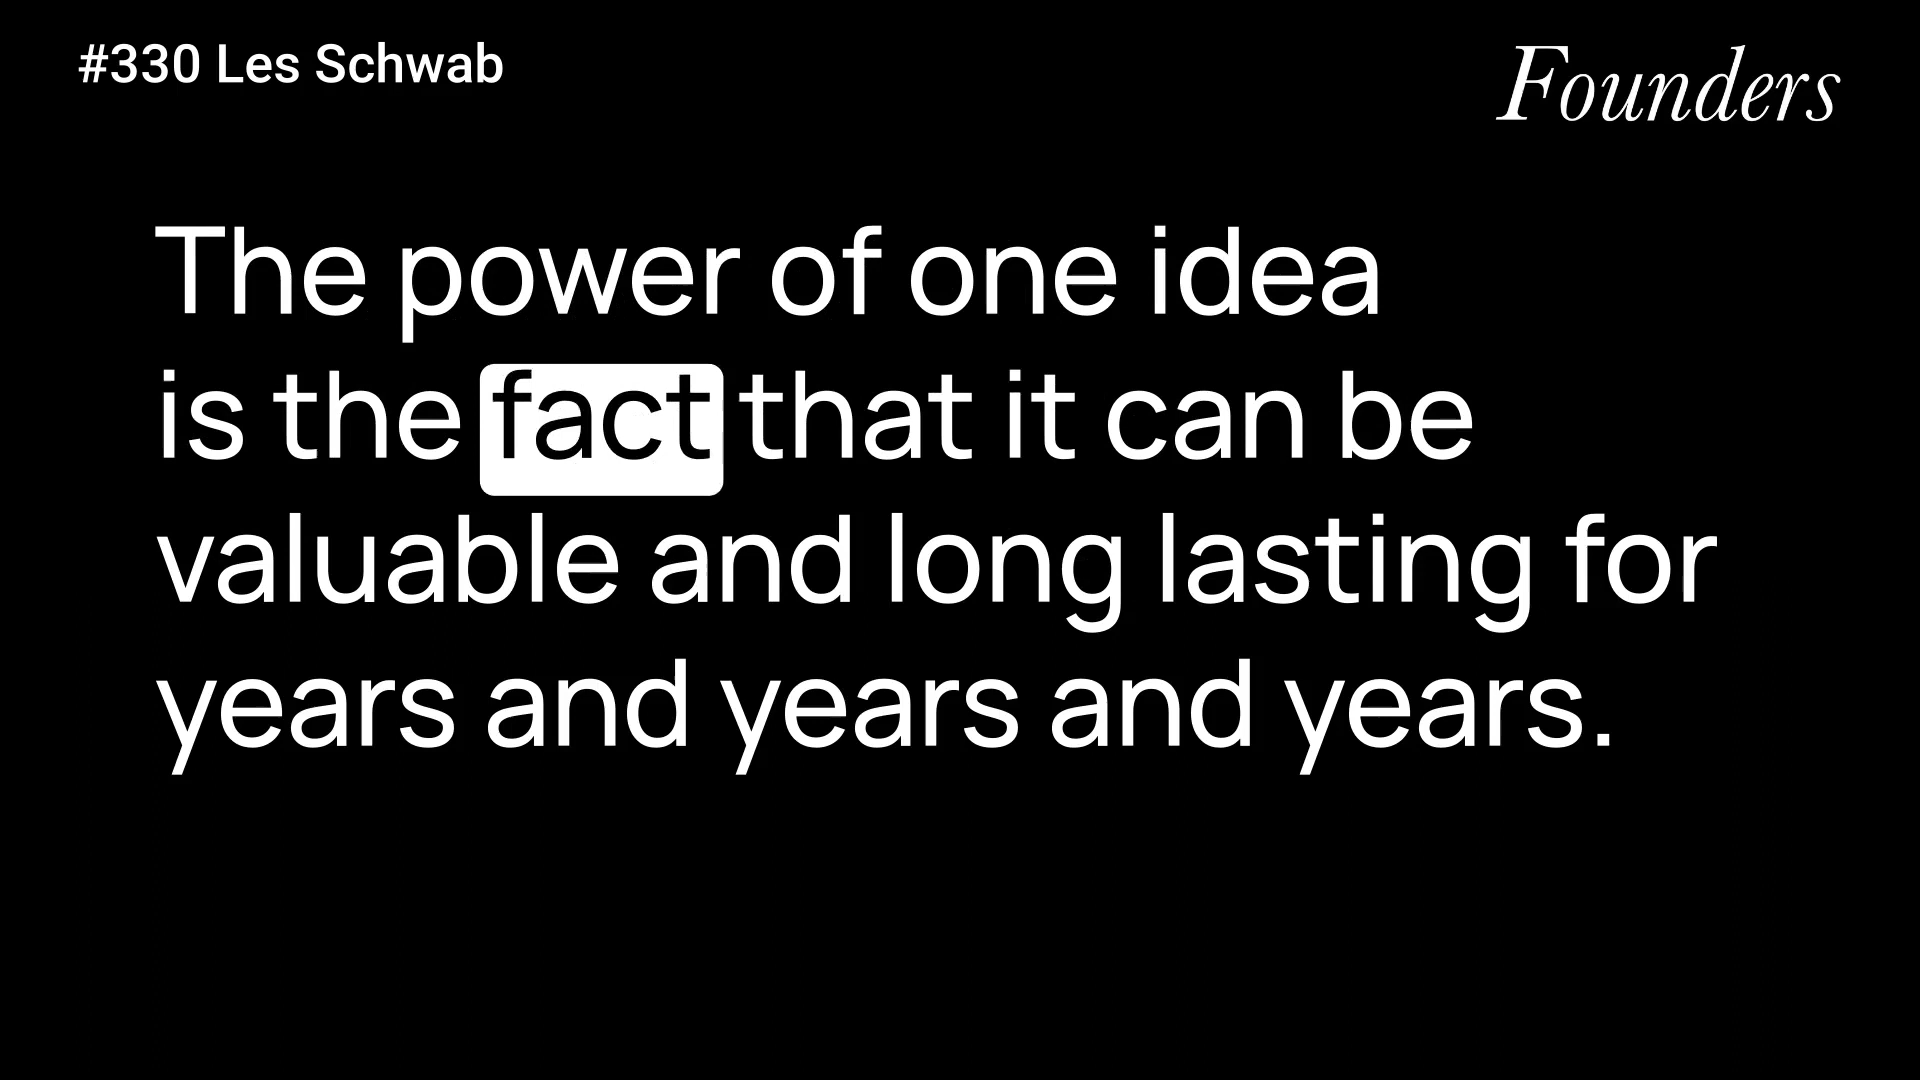 #330 Les Schwab
Founders
The power of one idea
is the fact that it can be
valuable and long lasting for
years and years and years.